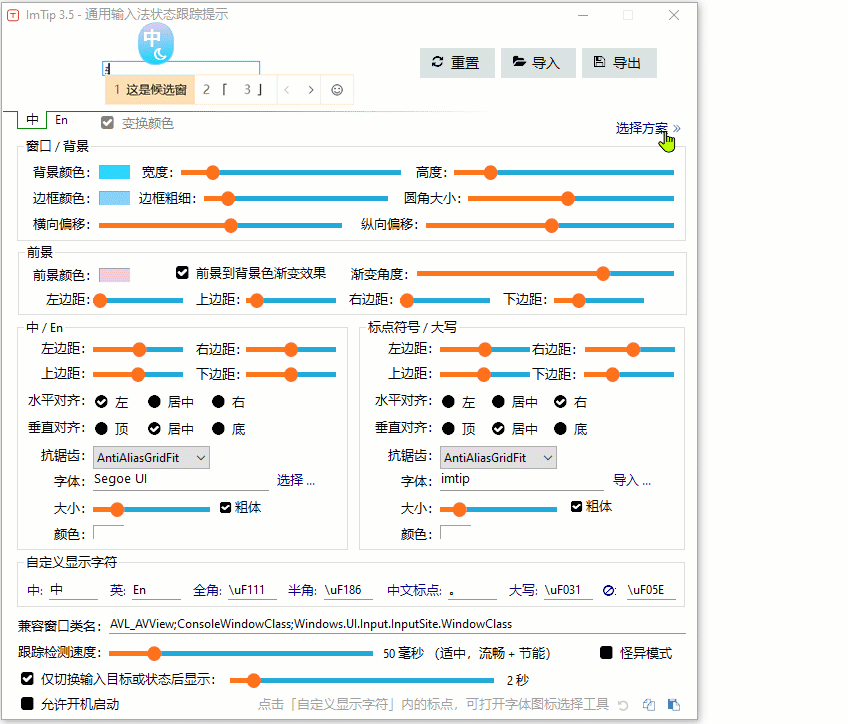 ImTip 3.5 - 通用输入法状态跟踪提示
中
重置 导入 导出
1 这是候选窗 2 「 3 」
中 En 变换颜色 选择方案 »
窗口 / 背景
背景颜色： 宽度： 高度：
边框颜色： 边框粗细： 圆角大小：
横向偏移： 纵向偏移：
前景
前景颜色： 前景到背景色渐变效果 渐变角度：
左边距： 上边距： 右边距： 下边距：
中 / En 标点符号 / 大写
左边距： 右边距： 左边距： 右边距：
上边距： 下边距： 上边距： 下边距：
水平对齐： 左 居中 右 水平对齐： 左 居中 右
垂直对齐： 顶 居中 底 垂直对齐： 顶 居中 底
抗锯齿： AntiAliasGridFit 抗锯齿： AntiAliasGridFit
字体： Segoe UI 选择 ... 字体： imtip 导入 ...
大小： 粗体 大小： 粗体
颜色： 颜色：
自定义显示字符
中: 中 英: En 全角: \uF111 半角: \uF186 中文标点: 。 大写: \uF031 \uF05E
兼容窗口类名： AVL_AVView;ConsoleWindowClass;Windows.UI.Input.InputSite.WindowClass
跟踪检测速度： 50 毫秒 （适中，流畅 + 节能） 怪异模式
仅切换输入目标或状态后显示： 2 秒
允许开机启动 点击「自定义显示字符」内的标点，可打开字体图标选择工具